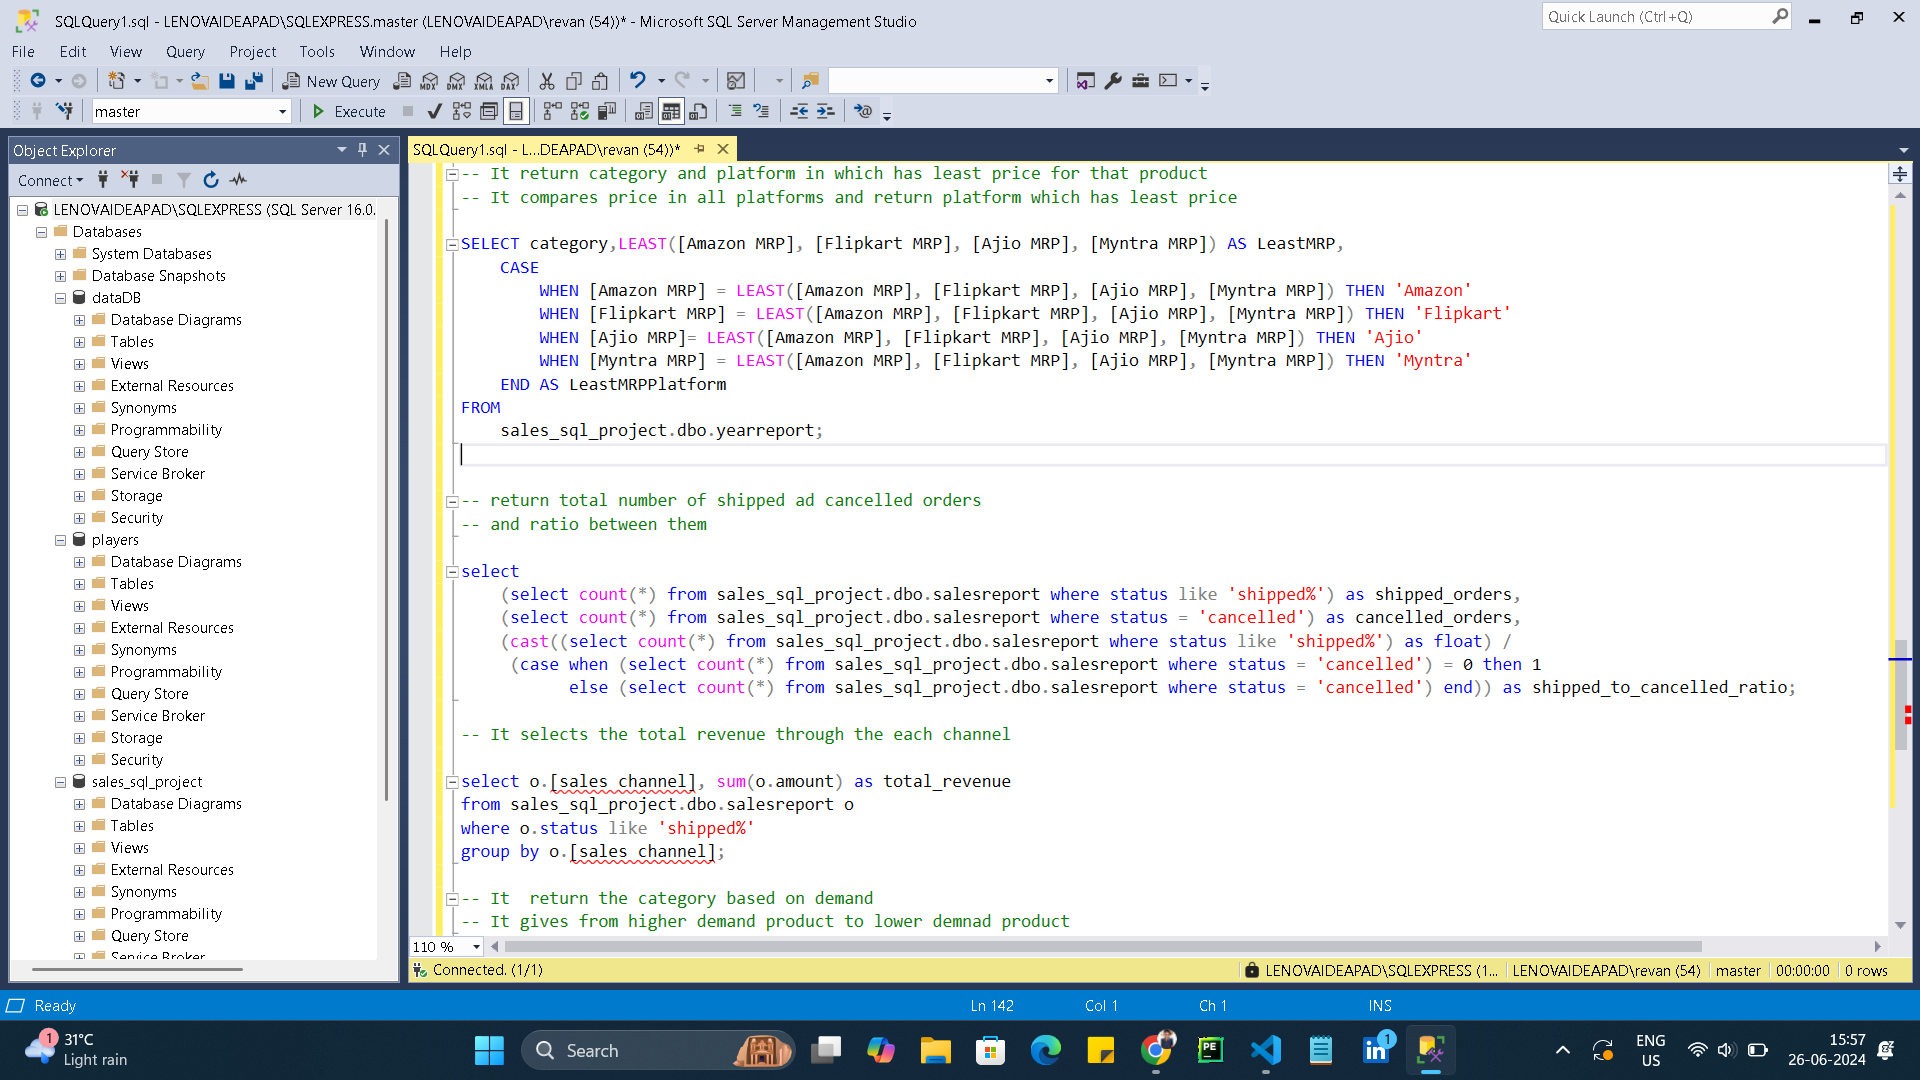 SQLQuery1.sql - LENOVAIDEAPAD\SQLEXPRESS.master (LENOVAIDEAPAD\revan (54))* - Microsoft SQL Server Management Studio
Quick Launch (Ctrl+Q)
File Edit View Query Project Tools Window Help
New Query MDX DMX XMLA DAX
master Execute
Object Explorer
SQLQuery1.sql - L...DEAPAD\revan (54))*
Connect
LENOVAIDEAPAD\SQLEXPRESS (SQL Server 16.0.
Databases
System Databases
Database Snapshots
dataDB
Database Diagrams
Tables
Views
External Resources
Synonyms
Programmability
Query Store
Service Broker
Storage
Security
players
Database Diagrams
Tables
Views
External Resources
Synonyms
Programmability
Query Store
Service Broker
Storage
Security
sales_sql_project
Database Diagrams
Tables
Views
External Resources
Synonyms
Programmability
Query Store
Service Broker
-- It return category and platform in which has least price for that product
-- It compares price in all platforms and return platform which has least price
SELECT category,LEAST([Amazon MRP], [Flipkart MRP], [Ajio MRP], [Myntra MRP]) AS LeastMRP,
CASE
WHEN [Amazon MRP] = LEAST([Amazon MRP], [Flipkart MRP], [Ajio MRP], [Myntra MRP]) THEN 'Amazon'
WHEN [Flipkart MRP] = LEAST([Amazon MRP], [Flipkart MRP], [Ajio MRP], [Myntra MRP]) THEN 'Flipkart'
WHEN [Ajio MRP]= LEAST([Amazon MRP], [Flipkart MRP], [Ajio MRP], [Myntra MRP]) THEN 'Ajio'
WHEN [Myntra MRP] = LEAST([Amazon MRP], [Flipkart MRP], [Ajio MRP], [Myntra MRP]) THEN 'Myntra'
END AS LeastMRPPlatform
FROM
sales_sql_project.dbo.yearreport;
-- return total number of shipped ad cancelled orders
-- and ratio between them
select
(select count(*) from sales_sql_project.dbo.salesreport where status like 'shipped%') as shipped_orders,
(select count(*) from sales_sql_project.dbo.salesreport where status = 'cancelled') as cancelled_orders,
(cast((select count(*) from sales_sql_project.dbo.salesreport where status like 'shipped%') as float) /
(case when (select count(*) from sales_sql_project.dbo.salesreport where status = 'cancelled') = 0 then 1
else (select count(*) from sales_sql_project.dbo.salesreport where status = 'cancelled') end)) as shipped_to_cancelled_ratio;
-- It selects the total revenue through the each channel
select o.[sales channel], sum(o.amount) as total_revenue
from sales_sql_project.dbo.salesreport o
where o.status like 'shipped%'
group by o.[sales channel];
-- It  return the category based on demand
-- It gives from higher demand product to lower demnad product
110 %
Connected. (1/1) LENOVAIDEAPAD\SQLEXPRESS (1... LENOVAIDEAPAD\revan (54) master 00:00:00 0 rows
Ready Ln 142 Col 1 Ch 1 INS
1 31°C
Light rain
Search
PE
in 1
ENG
US
15:57
26-06-2024